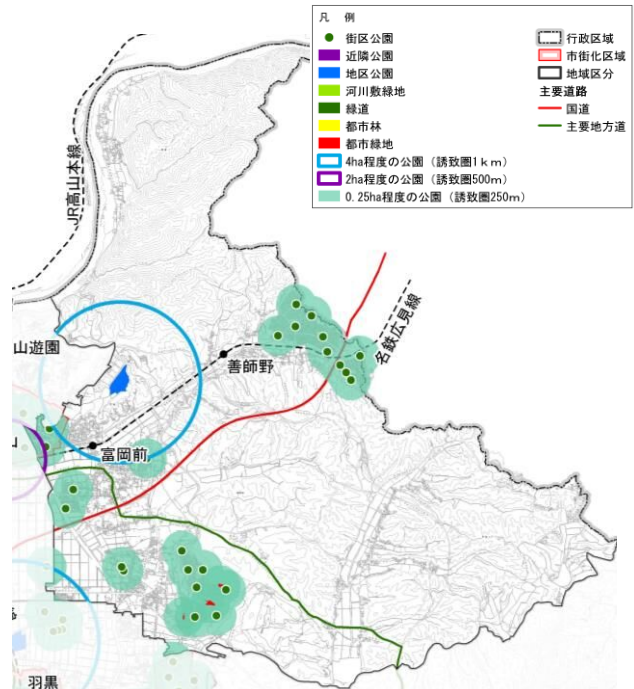 凡 例
街区公園
近隣公園
地区公園
河川敷緑地
緑道
都市林
都市緑地
4ha程度の公園（誘致圏1ｋｍ）
2ha程度の公園（誘致圏500ｍ）
0.25ha程度の公園（誘致圏250ｍ）
行政区域
市街化区域
地域区分
主要道路
国道
主要地方道
JR高山本線
名鉄広見線
山遊園
善師野
山
富岡前
羽黒